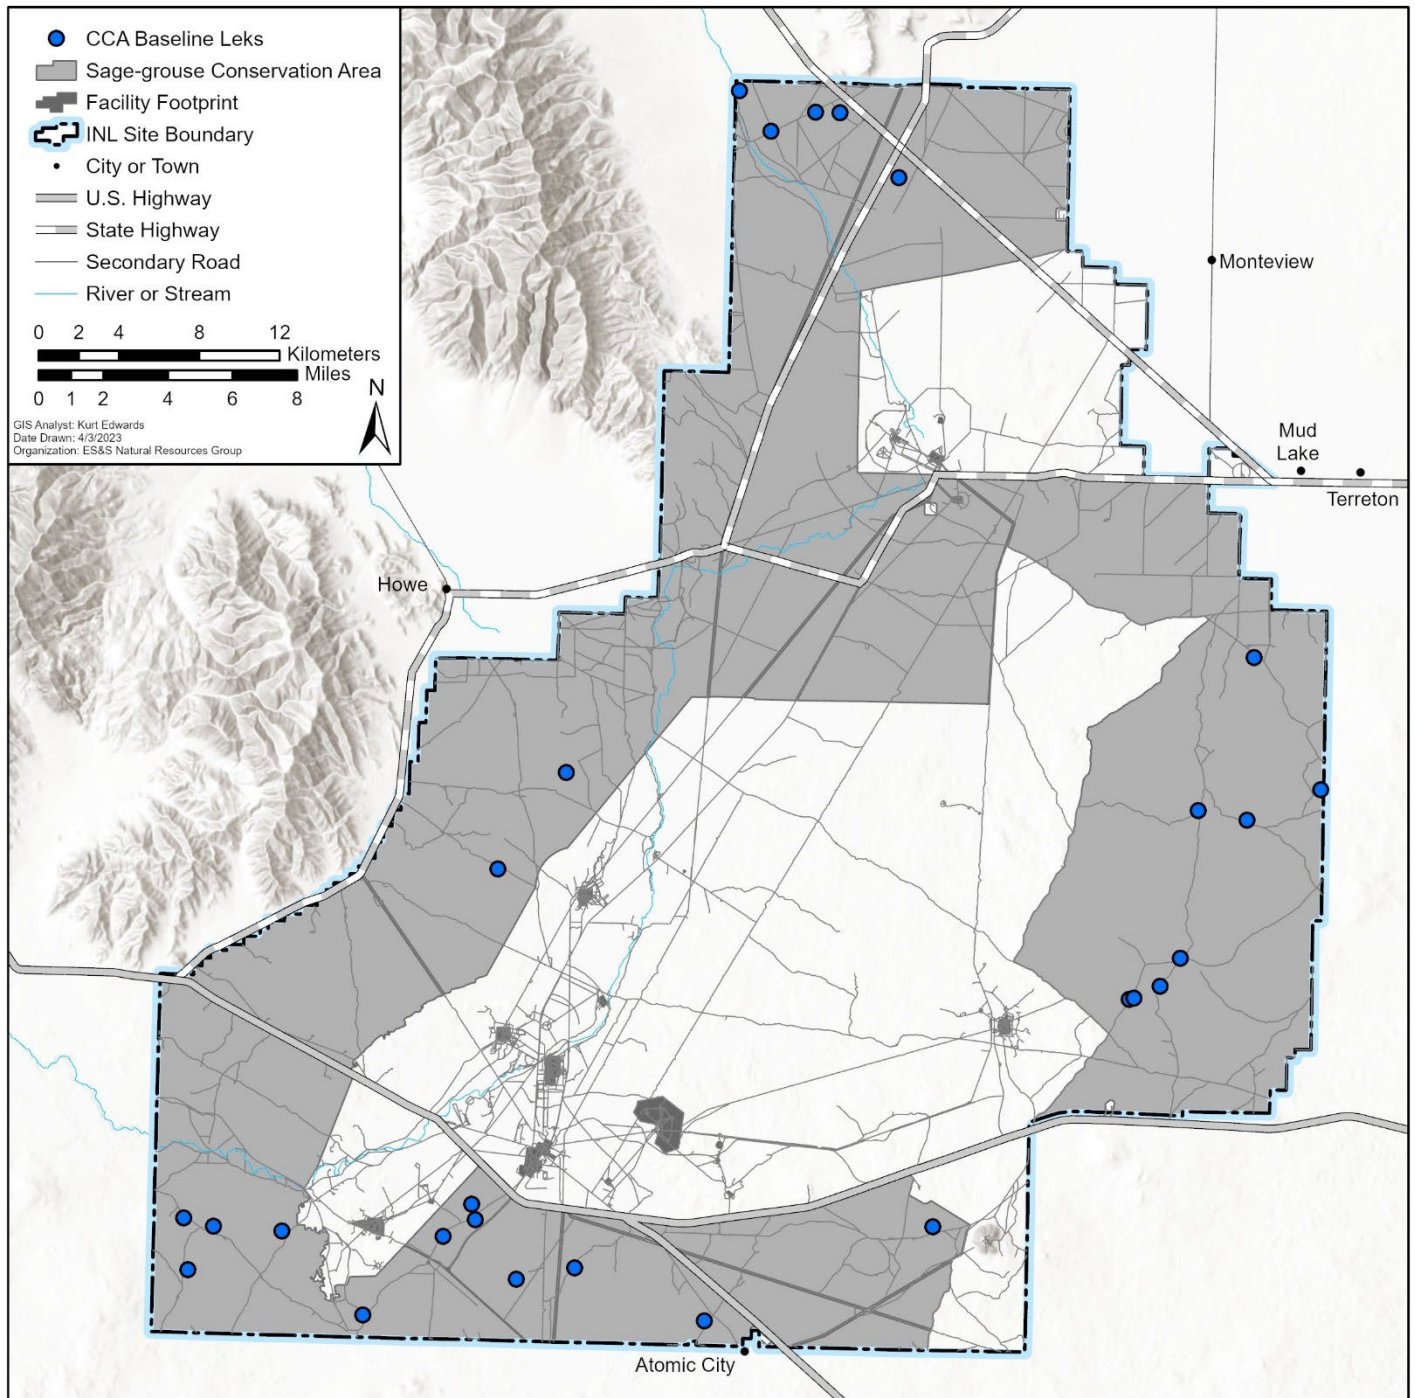 CCA Baseline Leks
Sage-grouse Conservation Area
Facility Footprint
INL Site Boundary
City or Town
U.S. Highway
State Highway
Secondary Road
River or Stream
0 2 4 8 12
Kilometers
Miles
0 1 2 4 6 8
N
GIS Analyst: Kurt Edwards
Date Drawn: 4/3/2023
Organization: ES&S Natural Resources Group
Monteview
Mud
Lake
Terreton
Howe
Atomic City